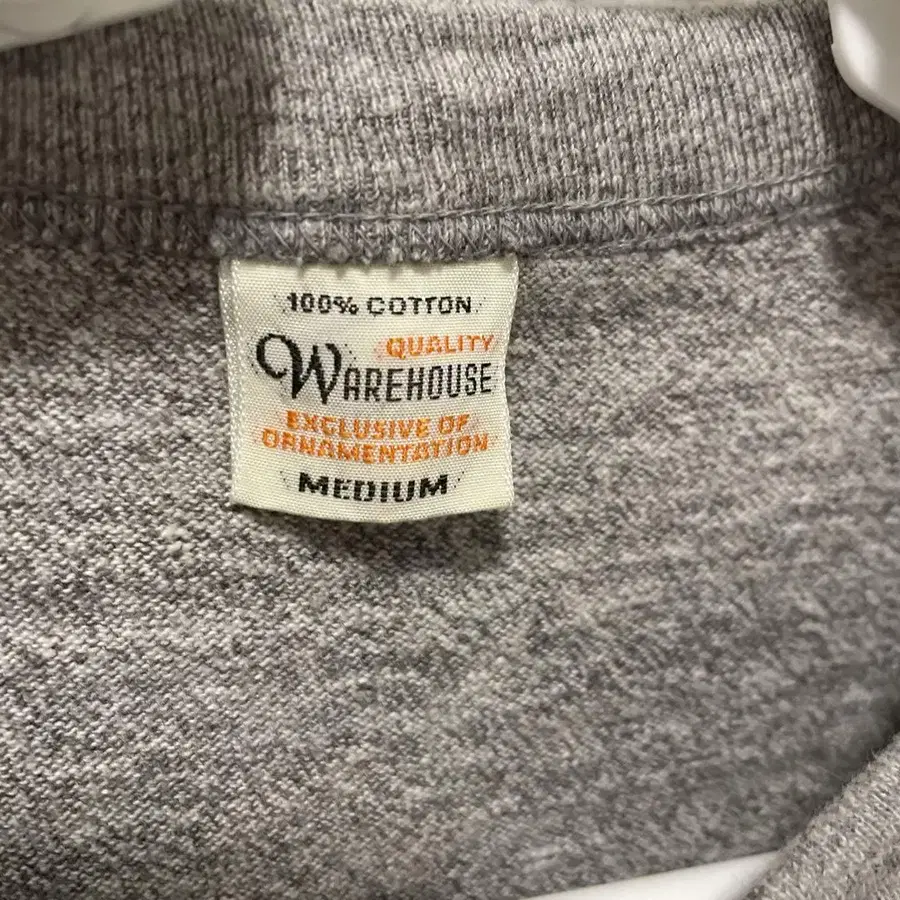 100% COTTON
QUALITY
WAREHOUSE
EXCLUSIVE OF
ORNAMENTATION
MEDIUM